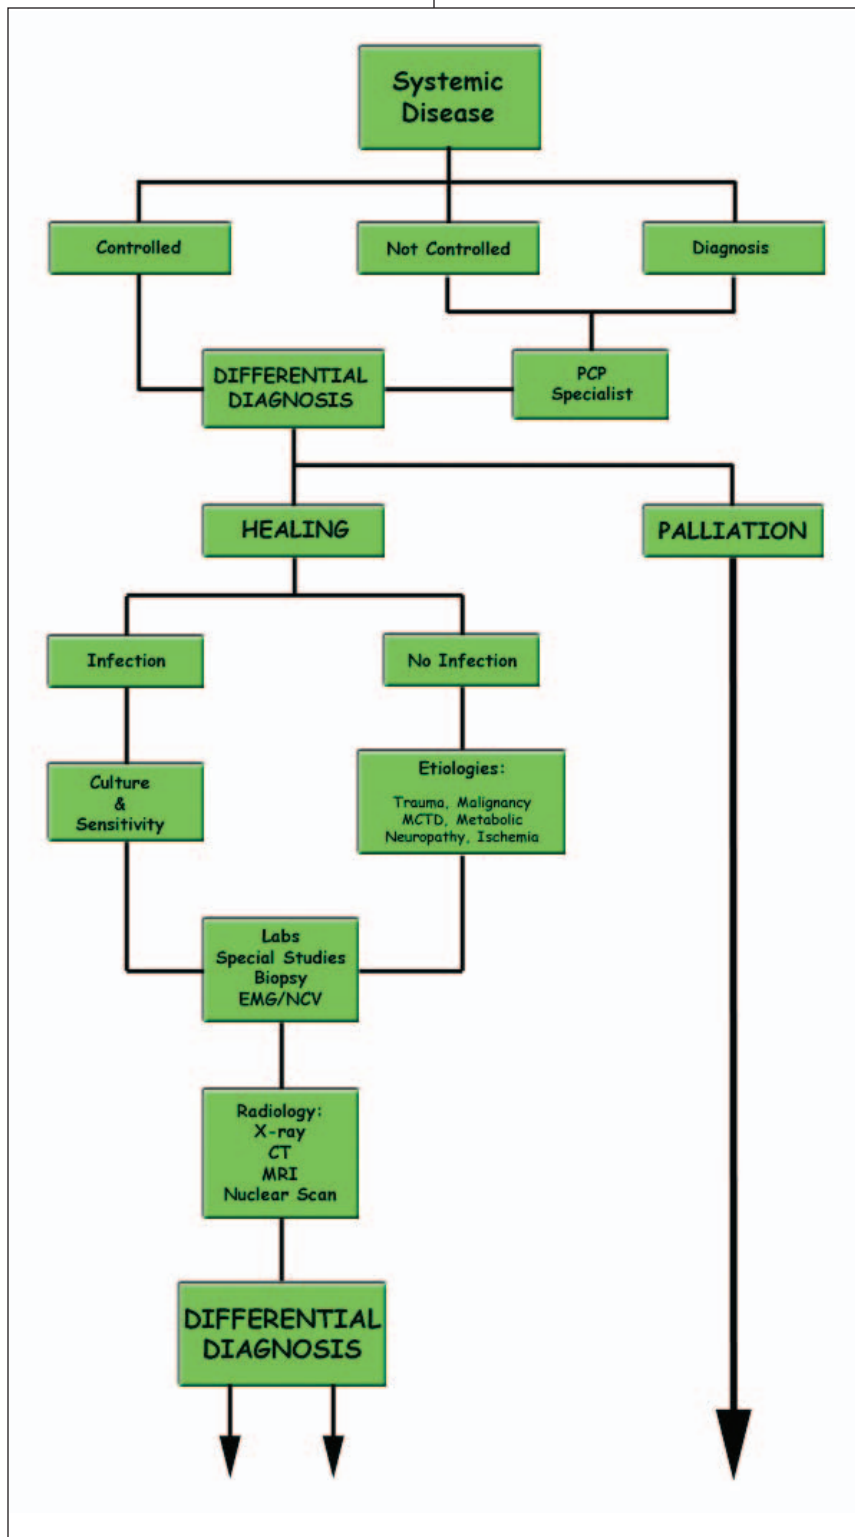 Systemic
Disease
Controlled
Not Controlled
Diagnosis
DIFFERENTIAL
DIAGNOSIS
PCP
Specialist
HEALING
PALLIATION
Infection
No Infection
Culture
&
Sensitivity
Etiologies:
Trauma, Malignancy
MCTD, Metabolic
Neuropathy, Ischemia
Labs
Special Studies
Biopsy
EMG/NCV
Radiology:
X-ray
CT
MRI
Nuclear Scan
DIFFERENTIAL
DIAGNOSIS